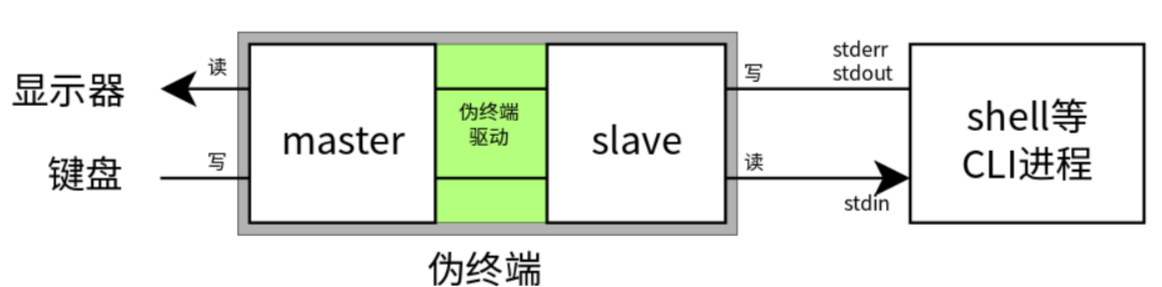 显示器
读
键盘
写
master
伪终端
驱动
slave
写
stderr
stdout
读
stdin
shell等
CLI进程
伪终端